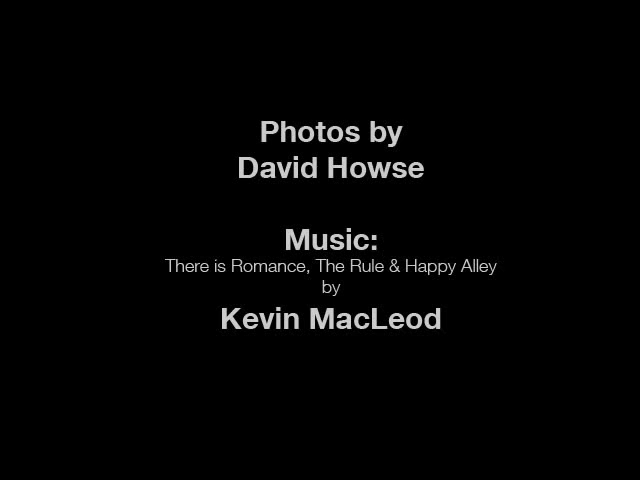 Photos by
David Howse
Music:
There is Romance, The Rule & Happy Alley
by
Kevin MacLeod